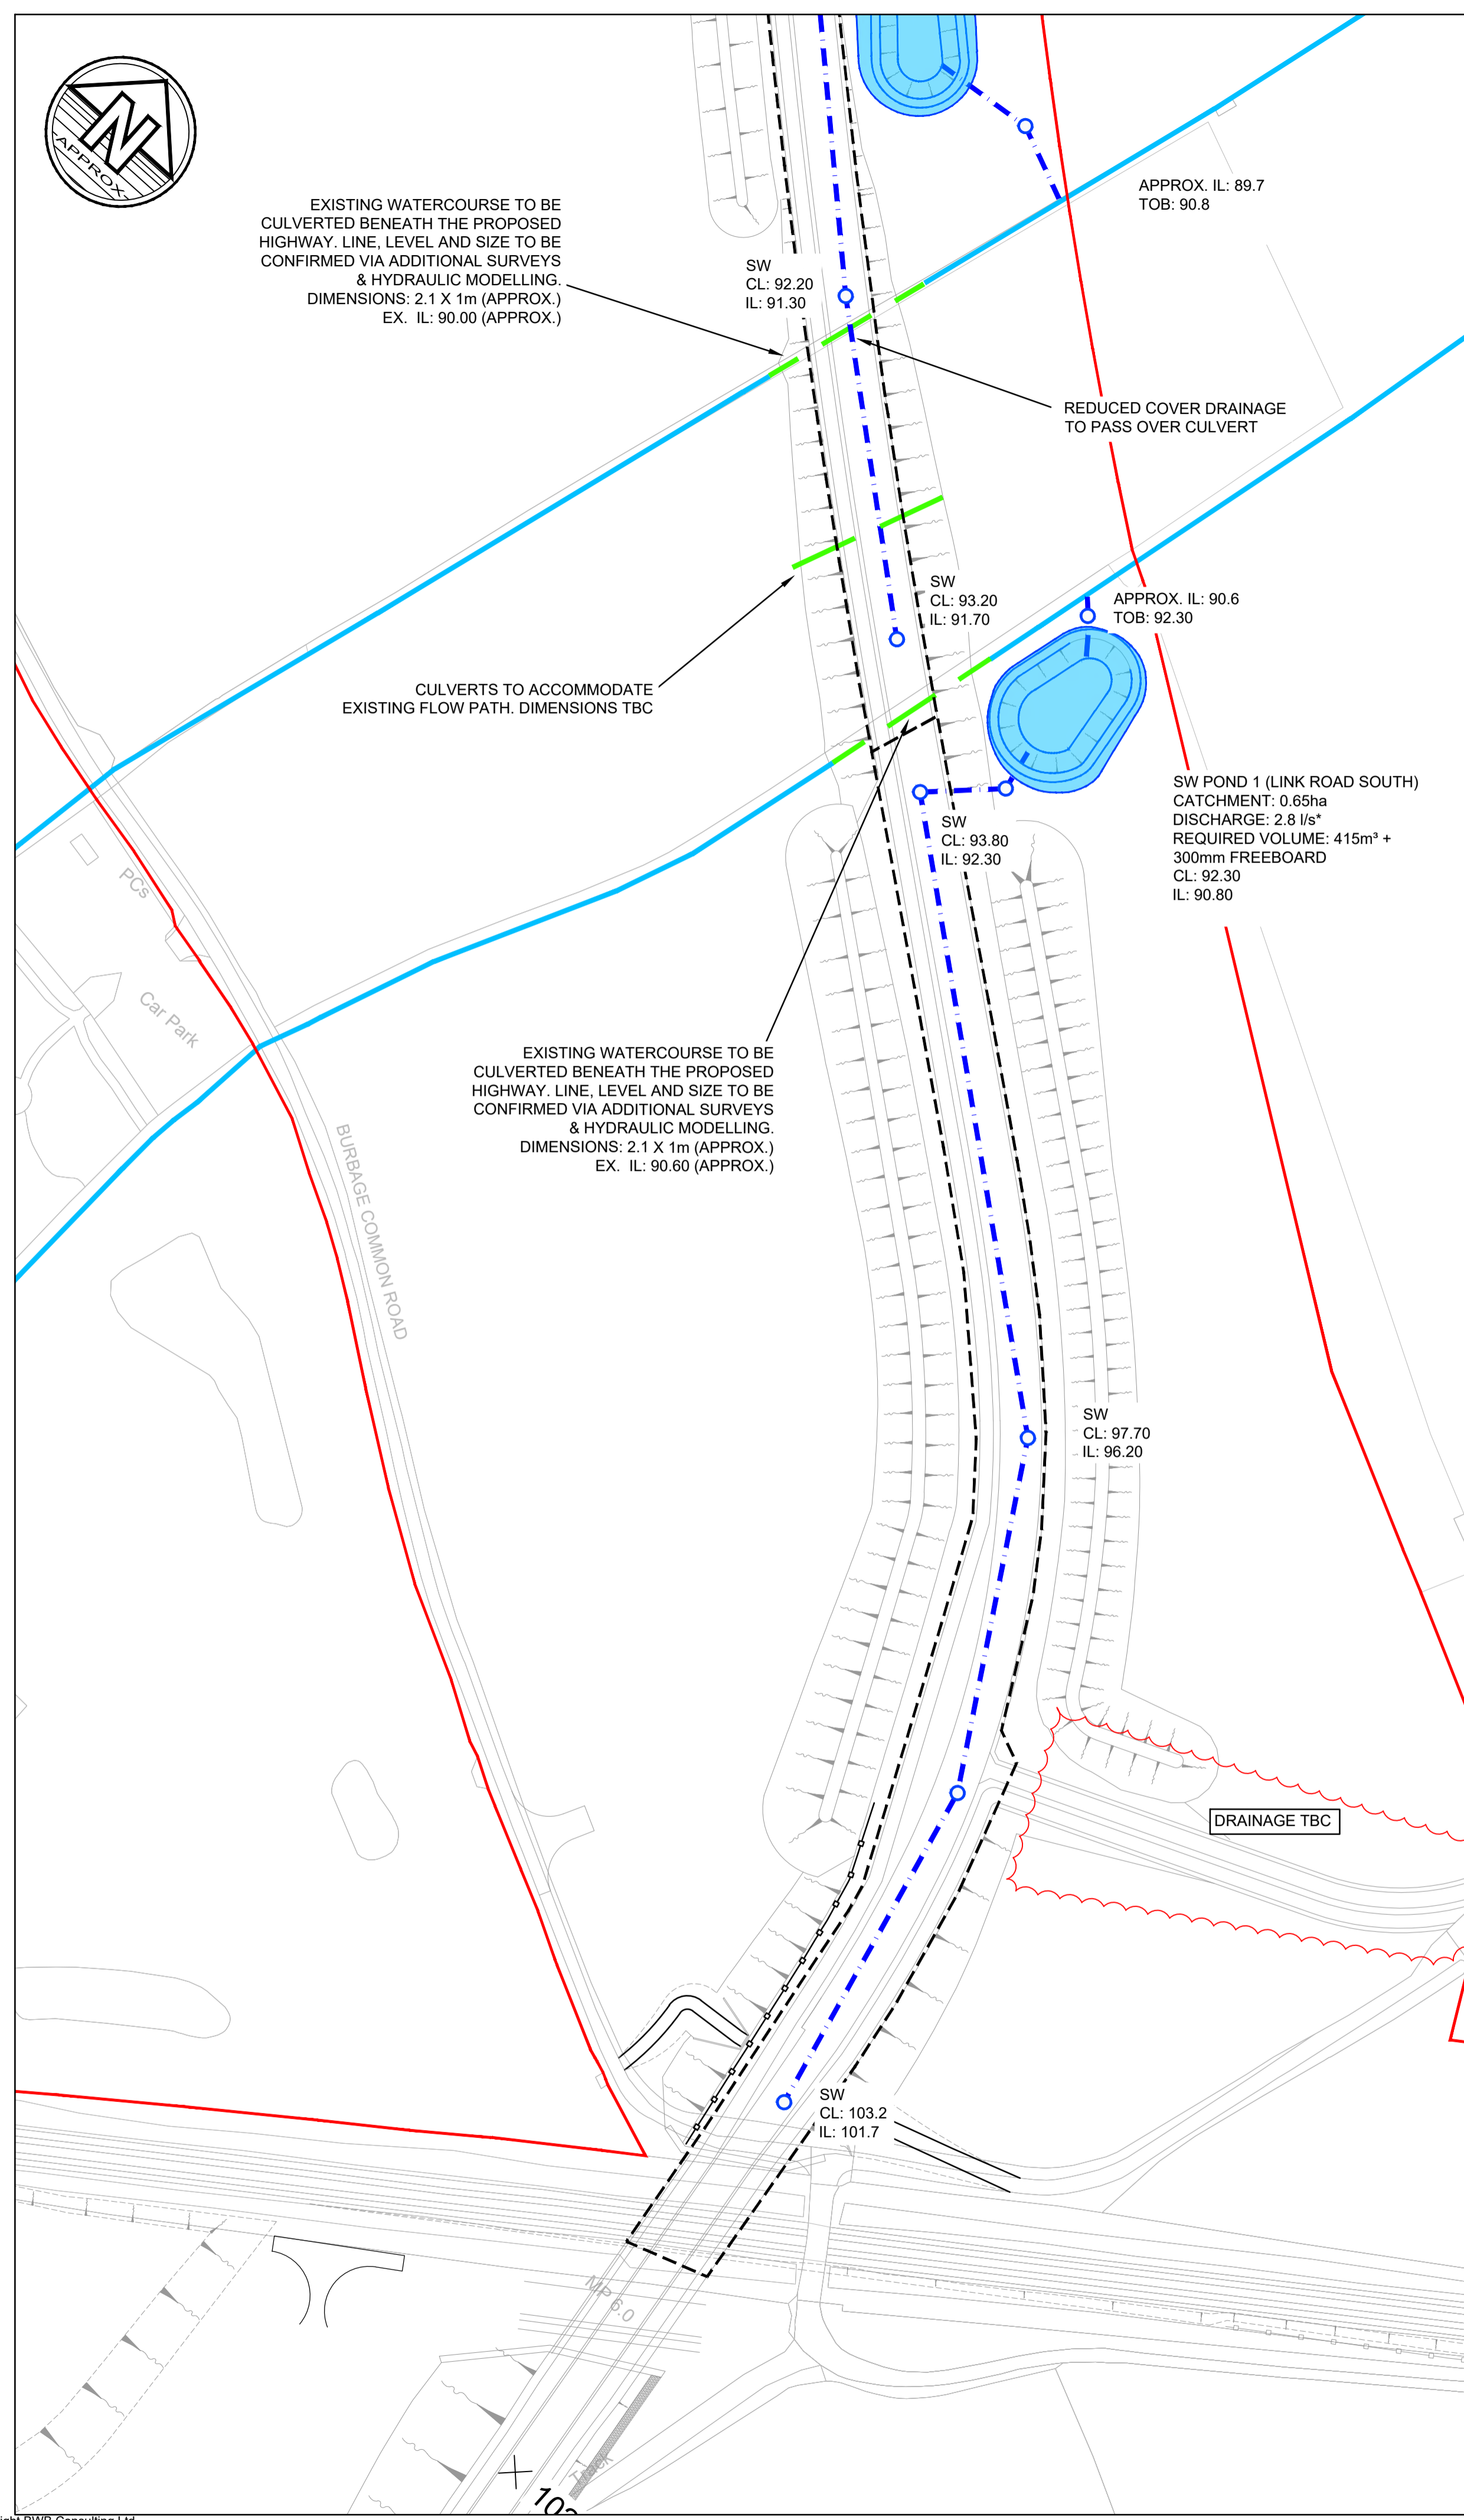 N
APPROX.
EXISTING WATERCOURSE TO BE
CULVERTED BENEATH THE PROPOSED
HIGHWAY. LINE, LEVEL AND SIZE TO BE
CONFIRMED VIA ADDITIONAL SURVEYS
& HYDRAULIC MODELLING.
DIMENSIONS: 2.1 X 1m (APPROX.)
EX. IL: 90.00 (APPROX.)
SW
CL: 92.20
IL: 91.30
APPROX. IL: 89.7
TOB: 90.8
REDUCED COVER DRAINAGE
TO PASS OVER CULVERT
SW
CL: 93.20
IL: 91.70
APPROX. IL: 90.6
TOB: 92.30
CULVERTS TO ACCOMMODATE
EXISTING FLOW PATH. DIMENSIONS TBC
SW POND 1 (LINK ROAD SOUTH)
CATCHMENT: 0.65ha
DISCHARGE: 2.8 l/s*
REQUIRED VOLUME: 415m³ +
300mm FREEBOARD
CL: 92.30
IL: 90.80
SW
CL: 93.80
IL: 92.30
PCs
Car Park
EXISTING WATERCOURSE TO BE
CULVERTED BENEATH THE PROPOSED
HIGHWAY. LINE, LEVEL AND SIZE TO BE
CONFIRMED VIA ADDITIONAL SURVEYS
& HYDRAULIC MODELLING.
DIMENSIONS: 2.1 X 1m (APPROX.)
EX. IL: 90.60 (APPROX.)
BURBAGE COMMON ROAD
SW
CL: 97.70
IL: 96.20
DRAINAGE TBC
SW
CL: 103.2
IL: 101.7
MP 6.0
Track